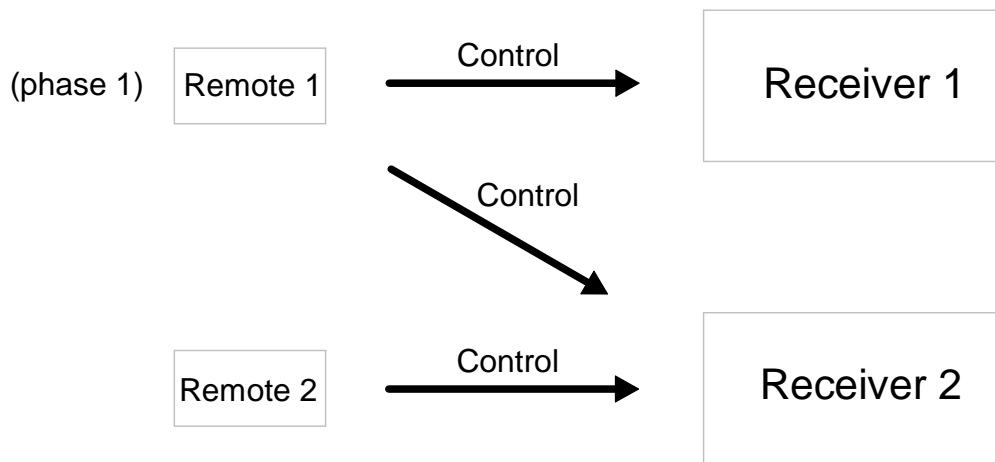 Control
(phase 1) Remote 1 Receiver 1
Control
Control
Remote 2 Receiver 2